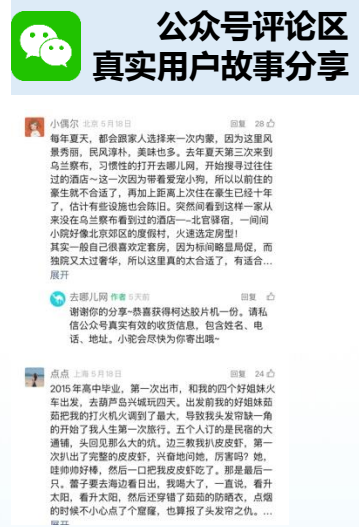 公众号评论区
真实用户故事分享
小偶尔 北京 5月18日 回复 28
每年夏天，都会跟家人选择来一次内蒙，因为这里风
景秀丽，民风淳朴，美味也多。去年夏天第三次来到
乌兰察布，习惯性的打开去哪儿网，开始搜寻过往住
过的酒店～这一次因为带着爱宠小狗，所以以前住的
豪生就不合适了，再加上距离上次住在豪生已经十年
了，估计有些设施也会陈旧。突然间看到这样一家从
来没在乌兰察布看到过的酒店——北官驿宿，一间间
小院好像北京郊区的度假村，火速选定房型！
其实一般自己很喜欢定套房，因为标间略显局促，而
独院又太过奢华，所以这里真的太合适了，有适合...
展开
去哪儿网 作者 5天前 回复
谢谢你的分享~恭喜获得柯达胶片机一份。请私
信公众号真实有效的收货信息，包含姓名、电
话、地址。小驼会尽快为你寄出哦~
点点 上海 5月18日 回复 24
2015年高中毕业，第一次出市，和我的四个好姐妹火
车出发，去葫芦岛兴城玩四天。出发前我的好姐妹茹
茹把我的打火机火调到了最大，导致我头发帘缺一角
的开始了我人生第一次旅行。五个人订的是民宿的大
通铺，头回见那么大的炕。边三教我扒皮皮虾，第一
次扒出了完整的皮皮虾，兴奋地问她，厉害吗？她，
哇帅帅好棒，然后一口把我皮皮虾吃了。那是最后一
只。蕾子要去海边看日出，我喝大了，一直说，看升
太阳，看升太阳，然后还穿错了茹茹的防晒衣，点烟
的时候不小心点了个窟窿，也算报了头发帘之仇。...
展开